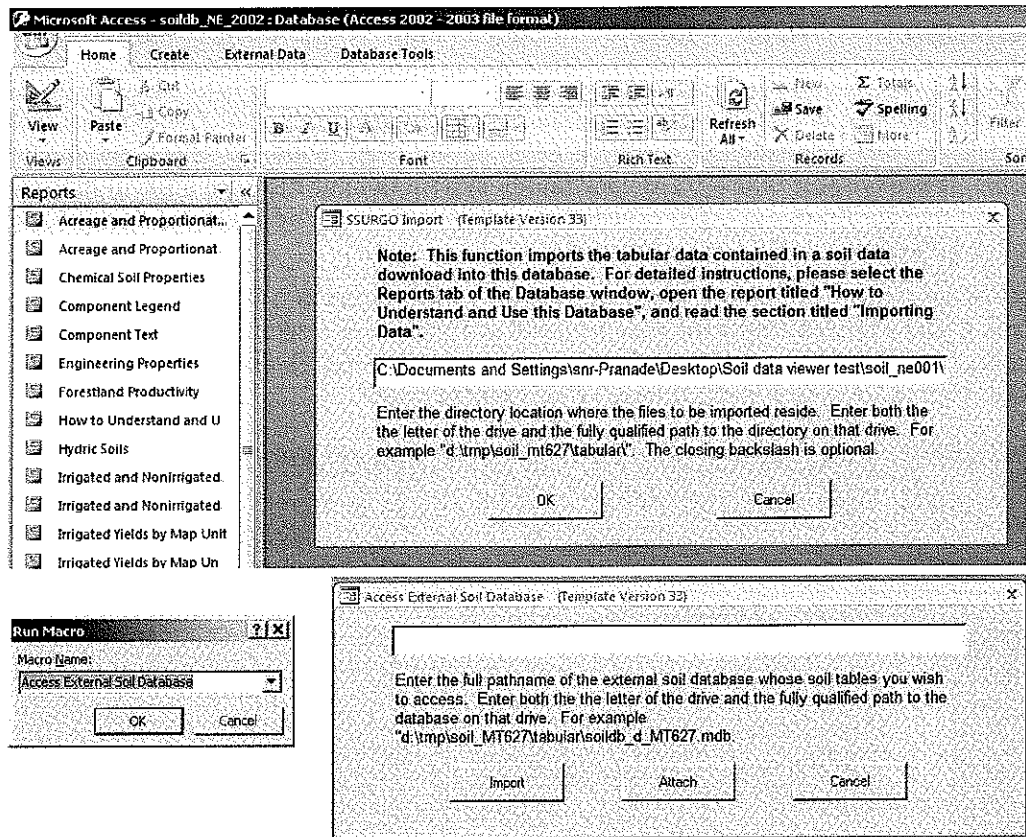 Microsoft Access - soildb_NE_2002 : Database (Access 2002 - 2003 file format)
Home Create External Data Database Tools
View
Paste
Cut
Copy
Format Painter
B I U A
Refresh All
New
Save
Delete
Σ Totals
Spelling
More
Filter
Views Clipboard Font Rich Text Records Sor
Reports
Acreage and Proportionat...
Acreage and Proportionat
Chemical Soil Properties
Component Legend
Component Text
Engineering Properties
Forestland Productivity
How to Understand and U
Hydric Soils
Irrigated and Nonirrigated
Irrigated and Nonirrigated
Irrigated Yields by Map Unit
Irrigated Yields by Map Un
SSURGO Import (Template Version 33)
Note: This function imports the tabular data contained in a soil data
download into this database. For detailed instructions, please select the
Reports tab of the Database window, open the report titled "How to
Understand and Use this Database", and read the section titled "Importing
Data".
C:\Documents and Settings\snr-Pranade\Desktop\Soil data viewer test\soil_ne001\
Enter the directory location where the files to be imported reside. Enter both the
the letter of the drive and the fully qualified path to the directory on that drive. For
example "d:\tmp\soil_mt627\tabular\". The closing backslash is optional.
OK Cancel
Run Macro
Macro Name:
Access External Soil Database
OK Cancel
Access External Soil Database (Template Version 33)
Enter the full pathname of the external soil database whose soil tables you wish
to access. Enter both the the letter of the drive and the fully qualified path to the
database on that drive. For example
"d:\tmp\soil_MT627\tabular\soildb_d_MT627.mdb.
Import Attach Cancel